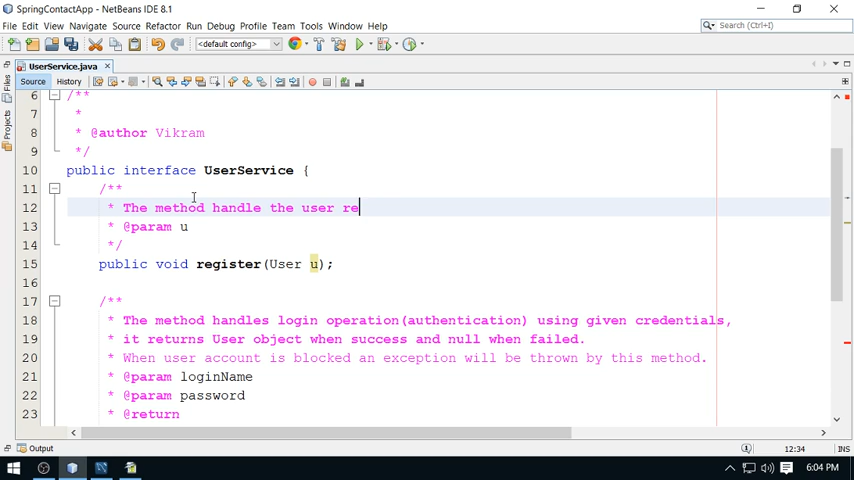 SpringContactApp - NetBeans IDE 8.1
File Edit View Navigate Source Refactor Run Debug Profile Team Tools Window Help
Search (Ctrl+I)
<default config>
UserService.java
Source History
Files
Projects
6 /**
7 *
8 * @author Vikram
9 */
10 public interface UserService {
11 /**
12 * The method handle the user re
13 * @param u
14 */
15 public void register(User u);
16
17 /**
18 * The method handles login operation(authentication) using given credentials,
19 * it returns User object when success and null when failed.
20 * When user account is blocked an exception will be thrown by this method.
21 * @param loginName
22 * @param password
23 * @return
Output
12:34 INS
6:04 PM